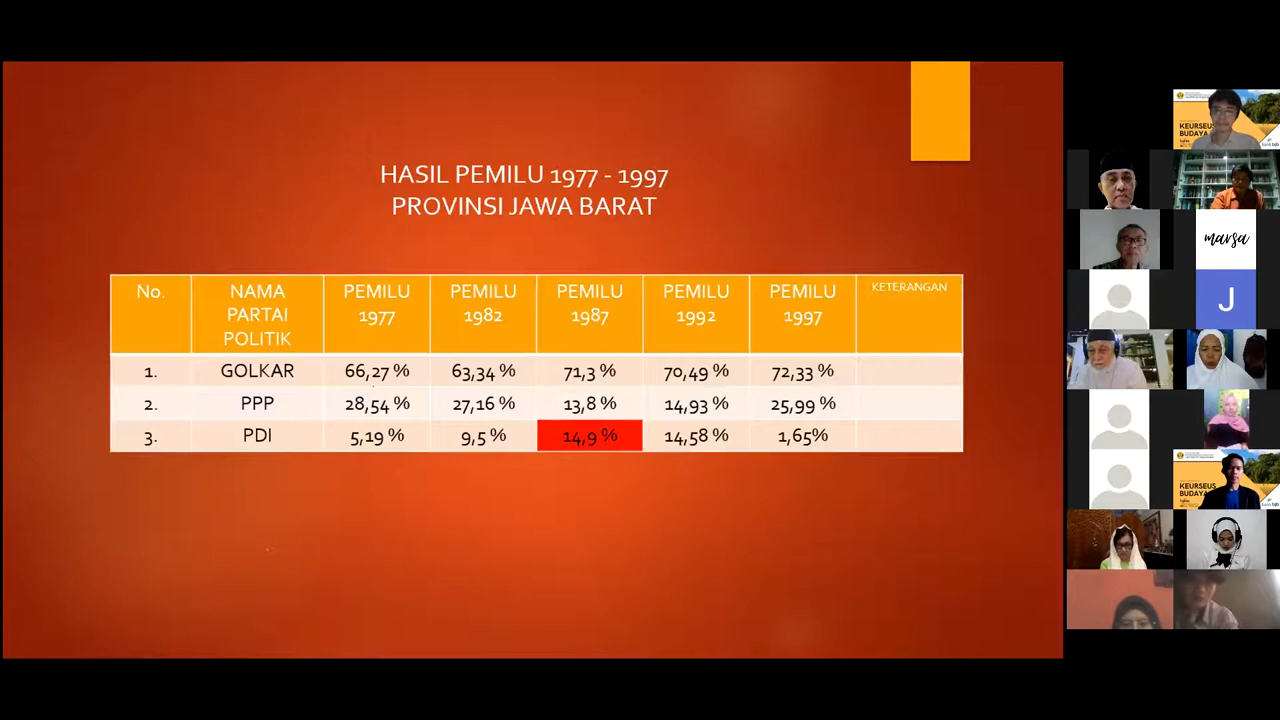 HASIL PEMILU 1977 - 1997
PROVINSI JAWA BARAT
No. NAMA PARTAI POLITIK PEMILU 1977 PEMILU 1982 PEMILU 1987 PEMILU 1992 PEMILU 1997 KETERANGAN
1. GOLKAR 66,27 % 63,34 % 71,3 % 70,49 % 72,33 %
2. PPP 28,54 % 27,16 % 13,8 % 14,93 % 25,99 %
3. PDI 5,19 % 9,5 % 14,9 % 14,58 % 1,65%
KEURSEUS
BUDAYA
marsa
J
KEURSEUS
BUDAYA